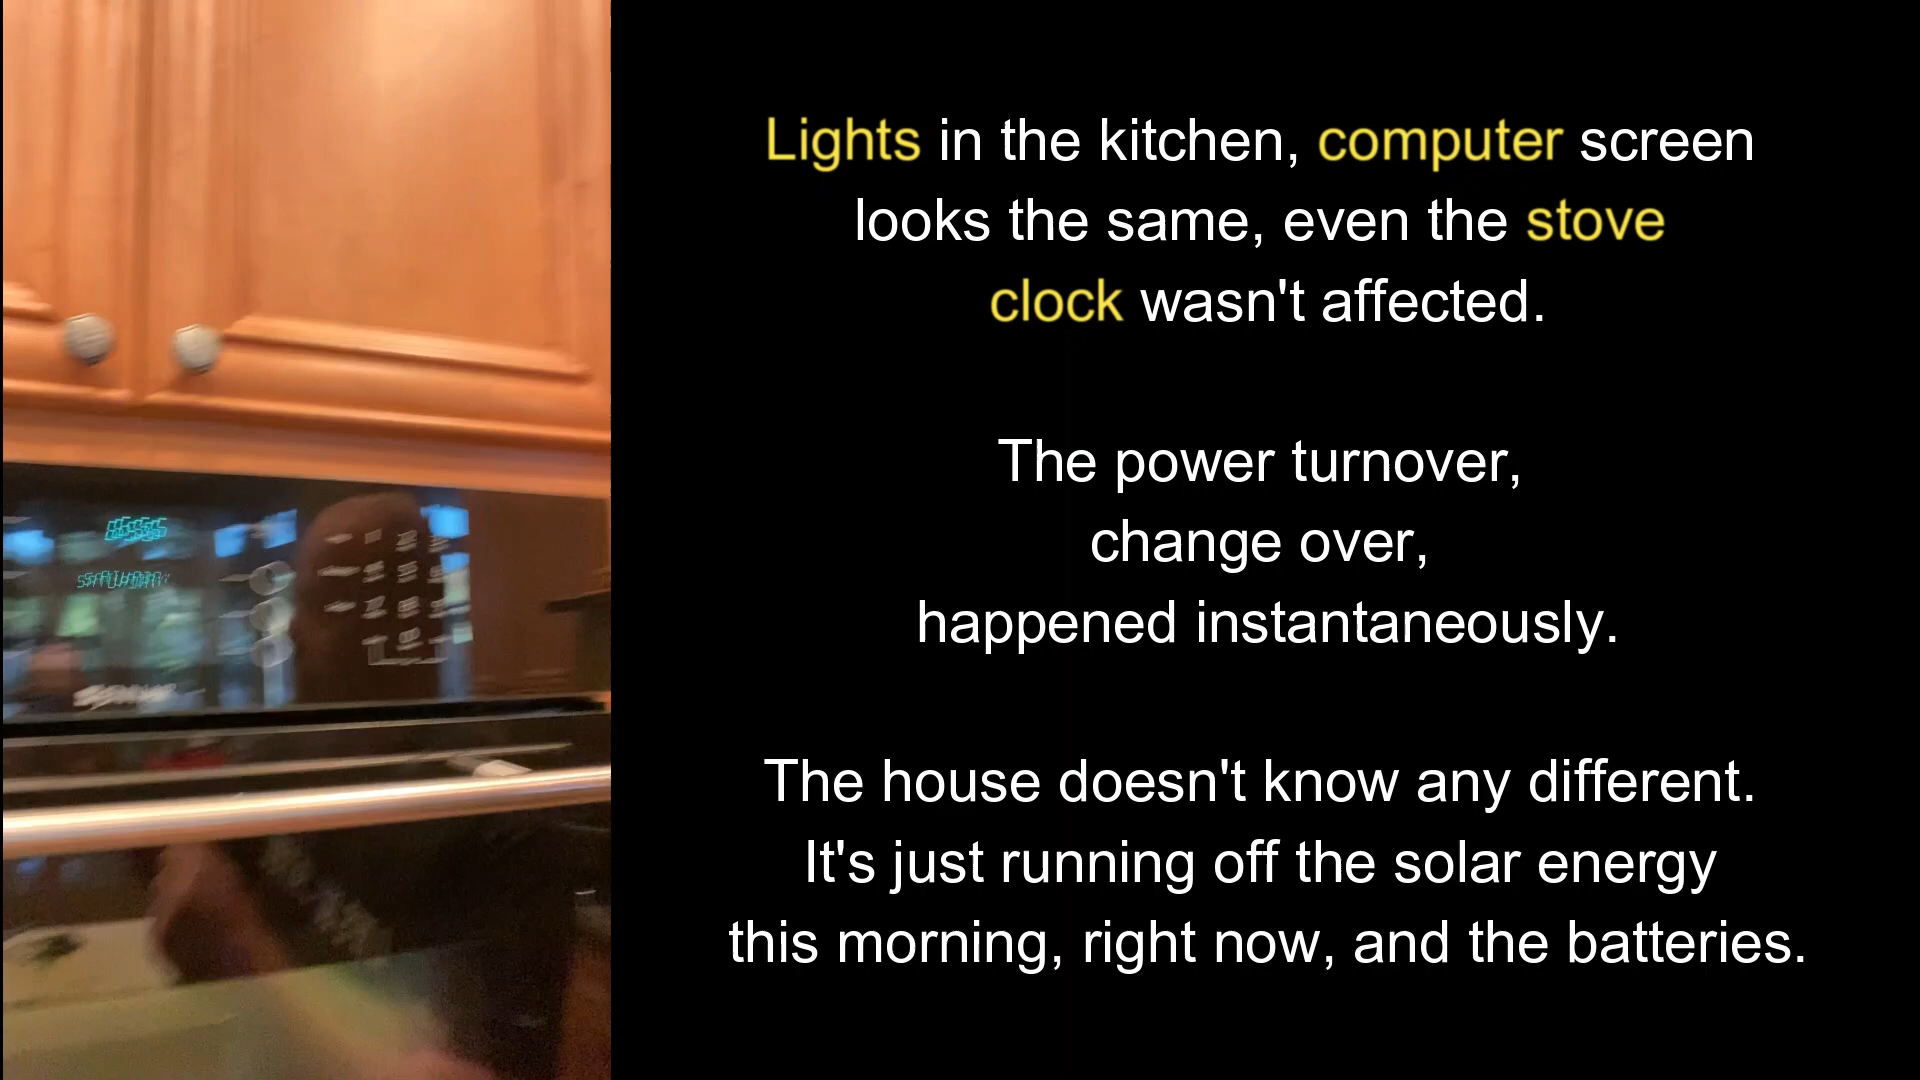 Lights in the kitchen, computer screen
looks the same, even the stove
clock wasn't affected.
The power turnover,
change over,
happened instantaneously.
The house doesn't know any different.
It's just running off the solar energy
this morning, right now, and the batteries.